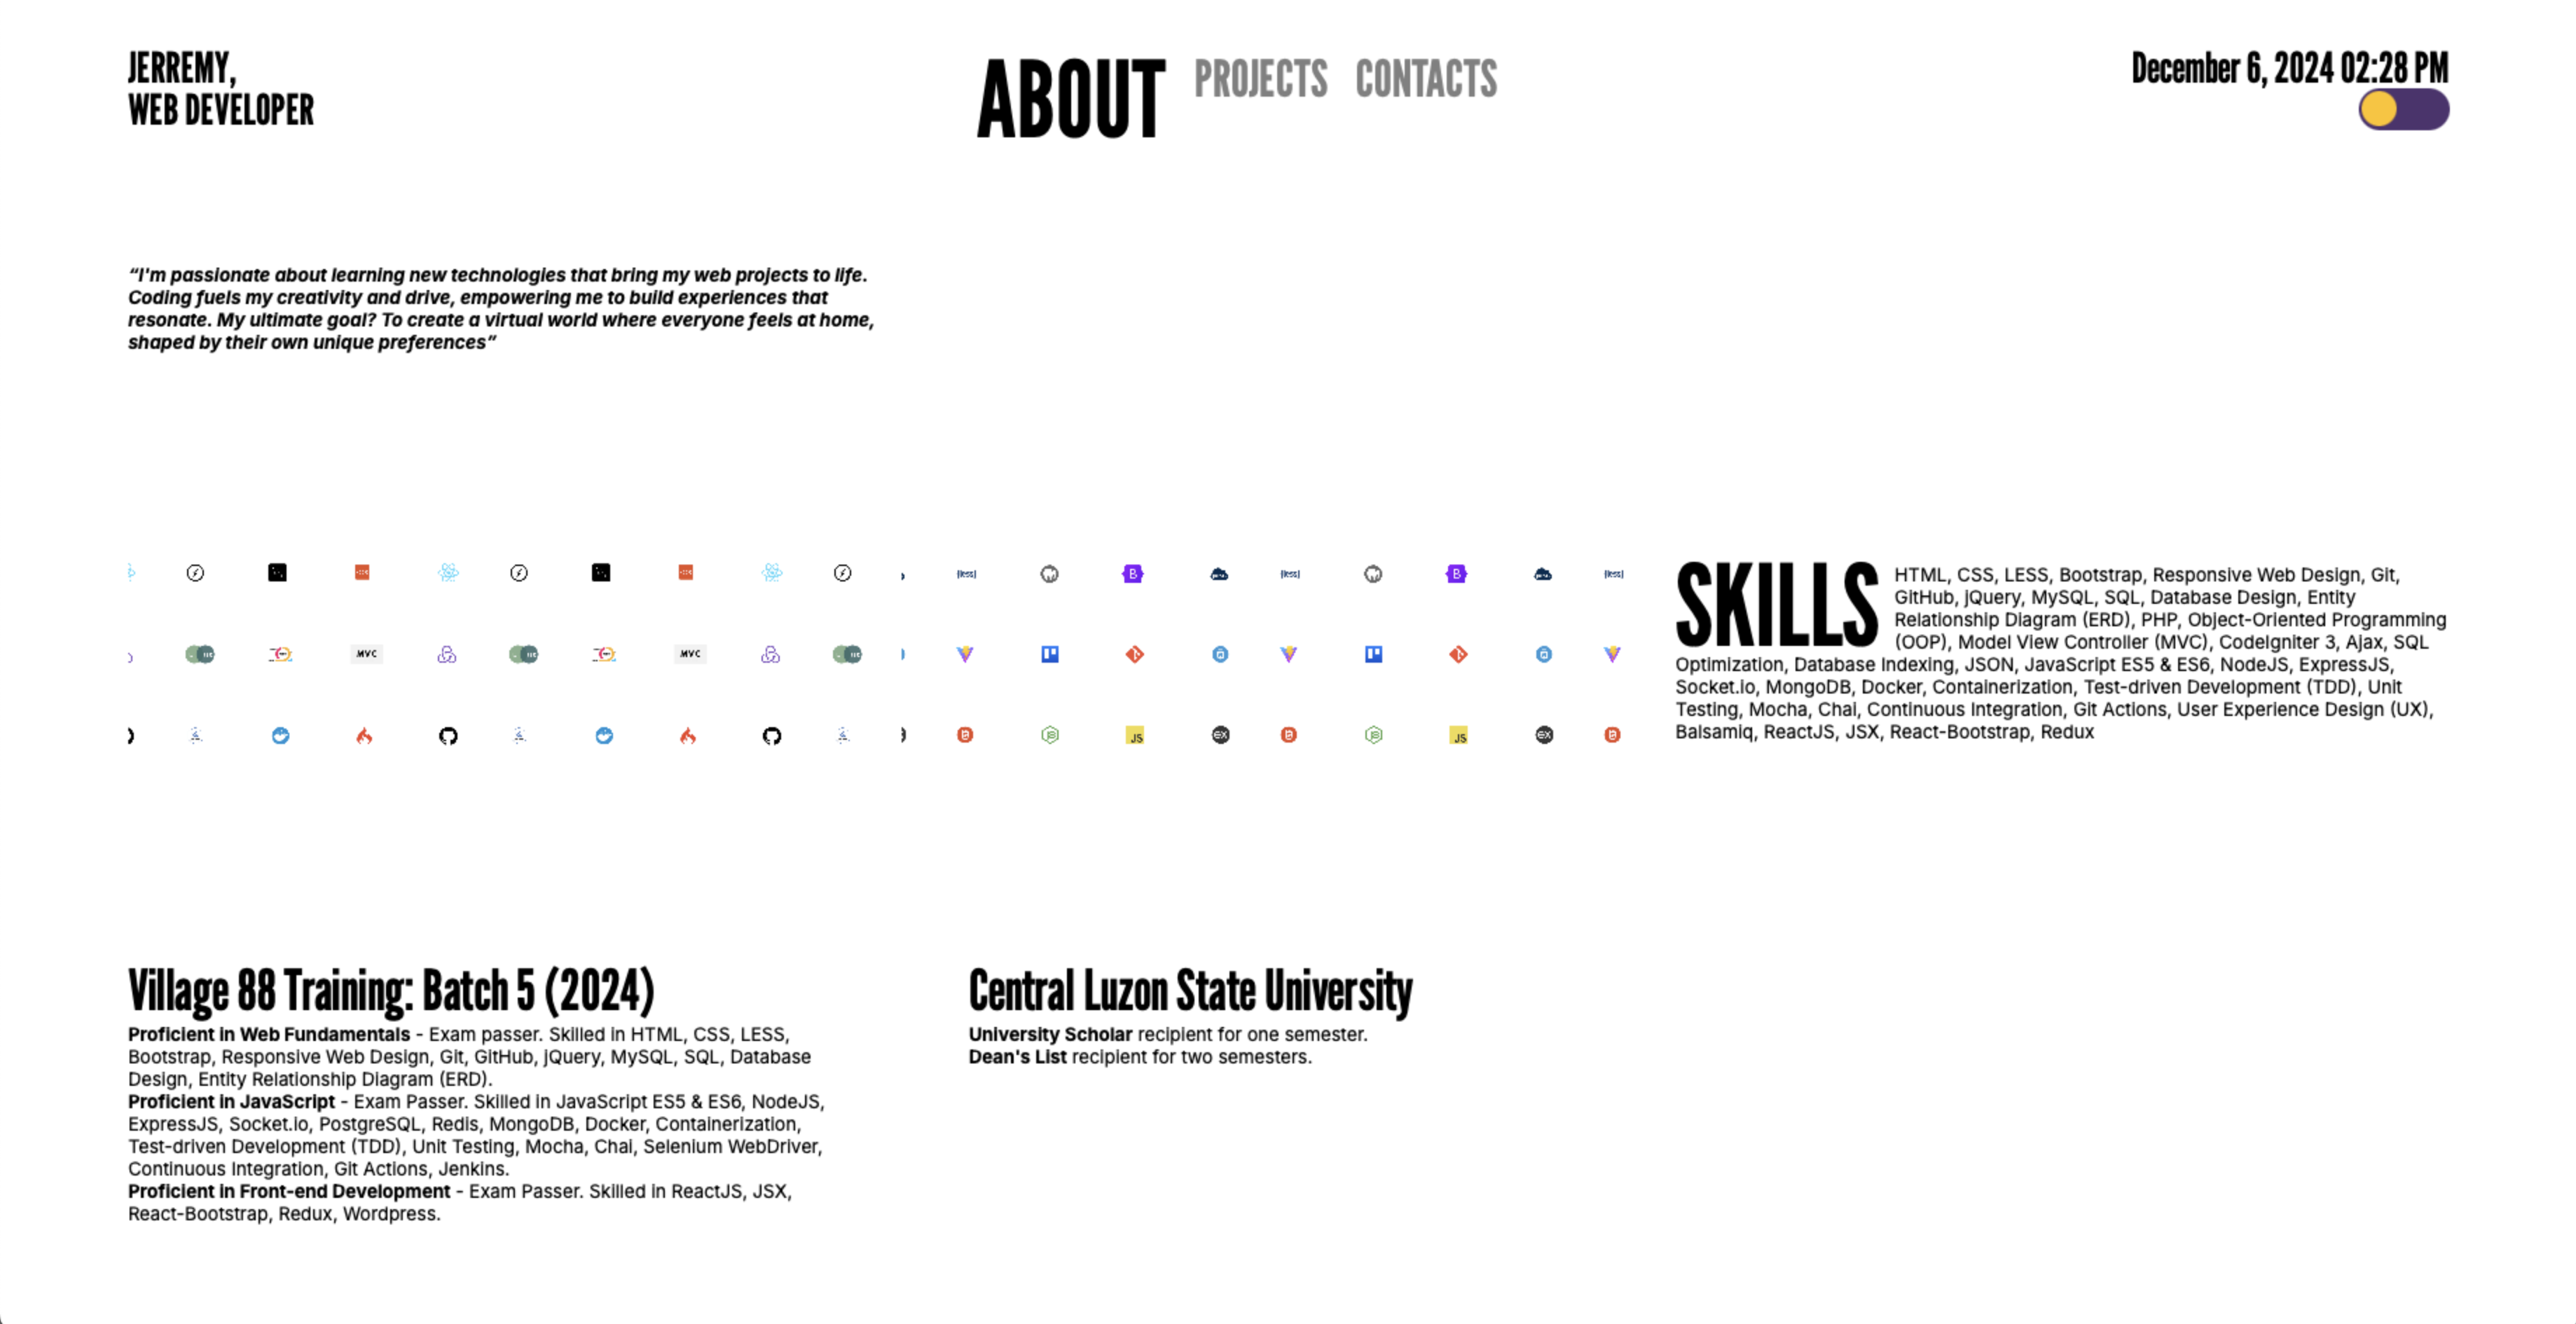 JERREMY,
WEB DEVELOPER
ABOUT PROJECTS CONTACTS
December 6, 2024 02:28 PM
“I'm passionate about learning new technologies that bring my web projects to life.
Coding fuels my creativity and drive, empowering me to build experiences that
resonate. My ultimate goal? To create a virtual world where everyone feels at home,
shaped by their own unique preferences”
{less} B {less} B {less}
MVC MVC
JS EX JS EX
SKILLS
HTML, CSS, LESS, Bootstrap, Responsive Web Design, Git,
GitHub, jQuery, MySQL, SQL, Database Design, Entity
Relationship Diagram (ERD), PHP, Object-Oriented Programming
(OOP), Model View Controller (MVC), CodeIgniter 3, Ajax, SQL
Optimization, Database Indexing, JSON, JavaScript ES5 & ES6, NodeJS, ExpressJS,
Socket.io, MongoDB, Docker, Containerization, Test-driven Development (TDD), Unit
Testing, Mocha, Chai, Continuous Integration, Git Actions, User Experience Design (UX),
Balsamiq, ReactJS, JSX, React-Bootstrap, Redux
Village 88 Training: Batch 5 (2024)
Proficient in Web Fundamentals - Exam passer. Skilled in HTML, CSS, LESS,
Bootstrap, Responsive Web Design, Git, GitHub, jQuery, MySQL, SQL, Database
Design, Entity Relationship Diagram (ERD).
Proficient in JavaScript - Exam Passer. Skilled in JavaScript ES5 & ES6, NodeJS,
ExpressJS, Socket.io, PostgreSQL, Redis, MongoDB, Docker, Containerization,
Test-driven Development (TDD), Unit Testing, Mocha, Chai, Selenium WebDriver,
Continuous Integration, Git Actions, Jenkins.
Proficient in Front-end Development - Exam Passer. Skilled in ReactJS, JSX,
React-Bootstrap, Redux, Wordpress.
Central Luzon State University
University Scholar recipient for one semester.
Dean's List recipient for two semesters.